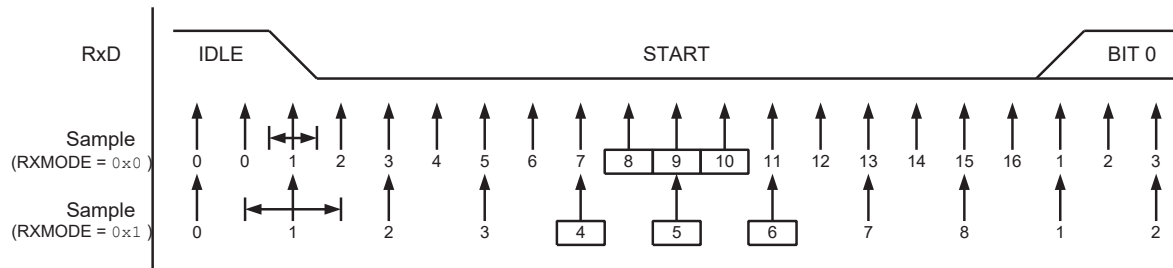 RxD IDLE START BIT 0
Sample
(RXMODE = 0x0 ) 0 0 1 2 3 4 5 6 7 8 9 10 11 12 13 14 15 16 1 2 3
Sample
(RXMODE = 0x1 ) 0 1 2 3 4 5 6 7 8 1 2